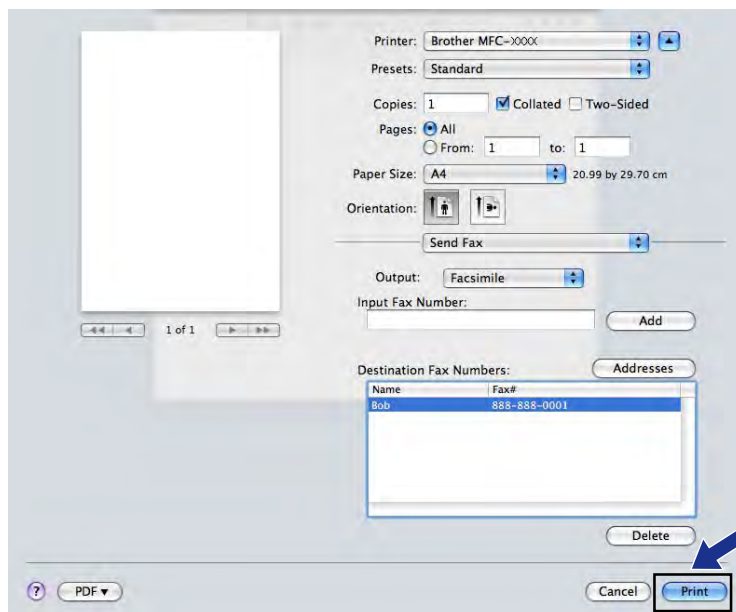 Printer: Brother MFC-XXXX
Presets: Standard
Copies: 1 Collated Two-Sided
Pages: All
From: 1 to: 1
Paper Size: A4 20.99 by 29.70 cm
Orientation:
Send Fax
Output: Facsimile
Input Fax Number:
Add
1 of 1
Destination Fax Numbers: Addresses
Name Fax#
Bob 888-888-0001
Delete
? PDF Cancel Print